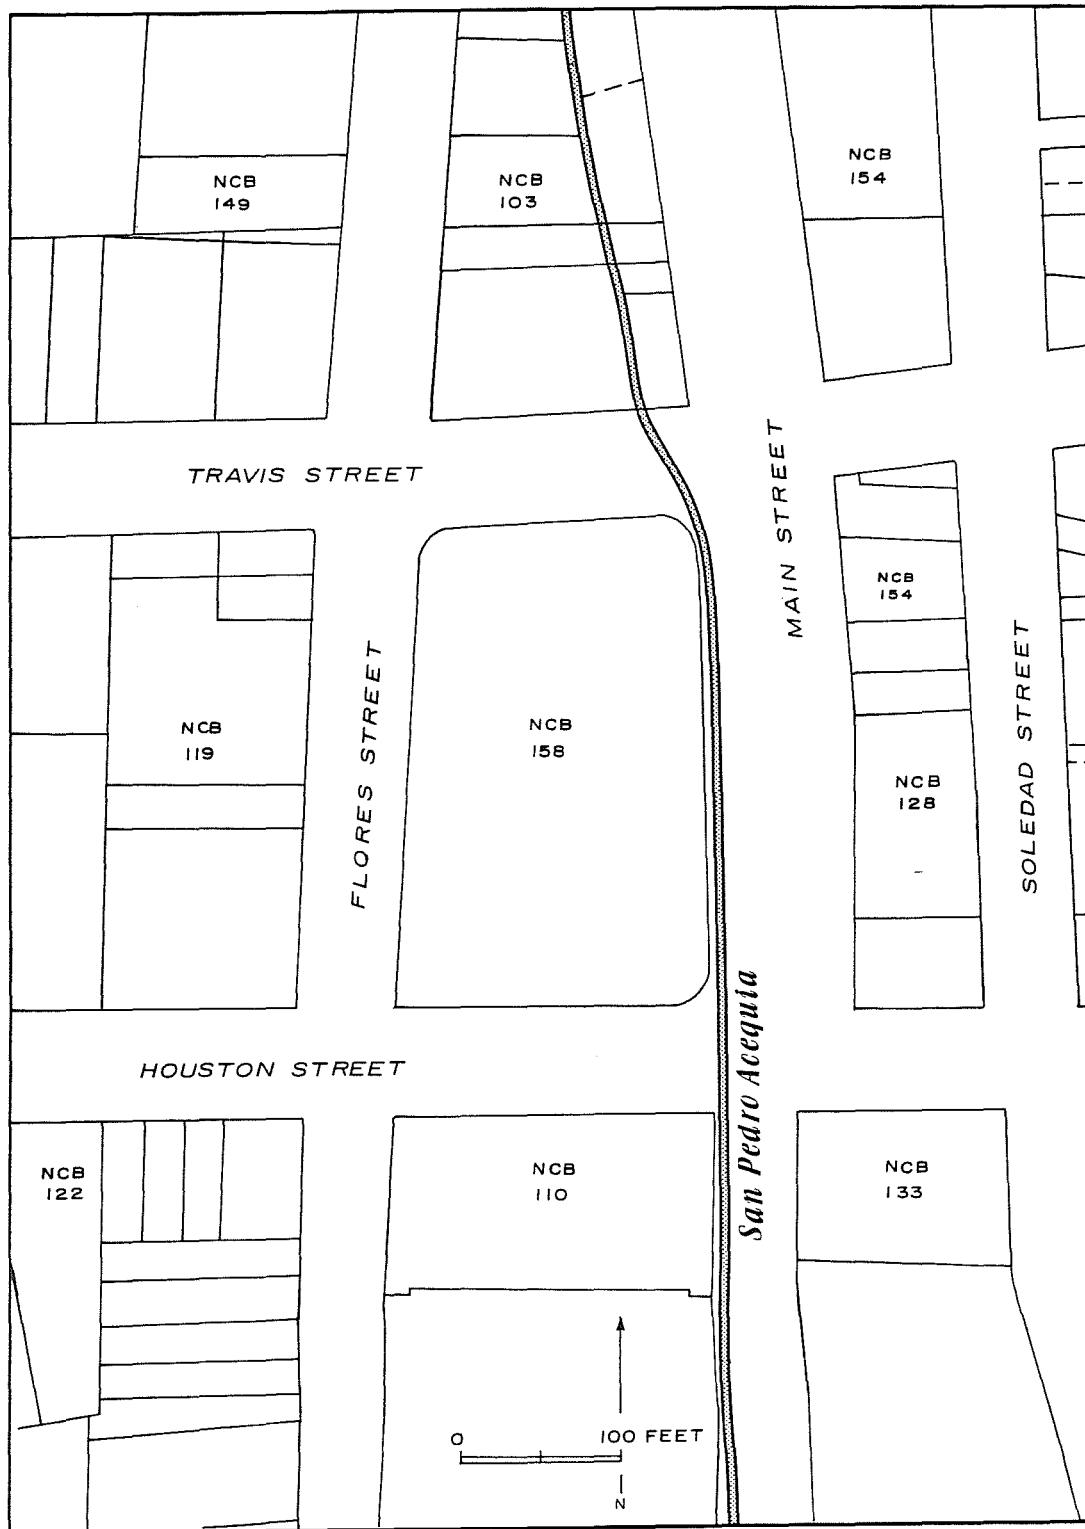 NCB
149
NCB
103
NCB
154
TRAVIS STREET
MAIN STREET
NCB
154
NCB
119
FLORES STREET
NCB
158
NCB
128
SOLEDAD STREET
San Pedro Acequia
HOUSTON STREET
NCB
122
NCB
110
NCB
133
0 100 FEET
N